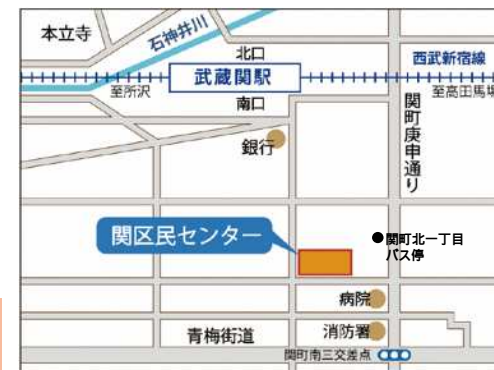 本立寺
石神井川
北口
西武新宿線
武蔵関駅
至所沢
至高田馬場
南口
関町庚申通り
銀行
関区民センター
関町北一丁目
バス停
病院
青梅街道
消防署
関町南三交差点